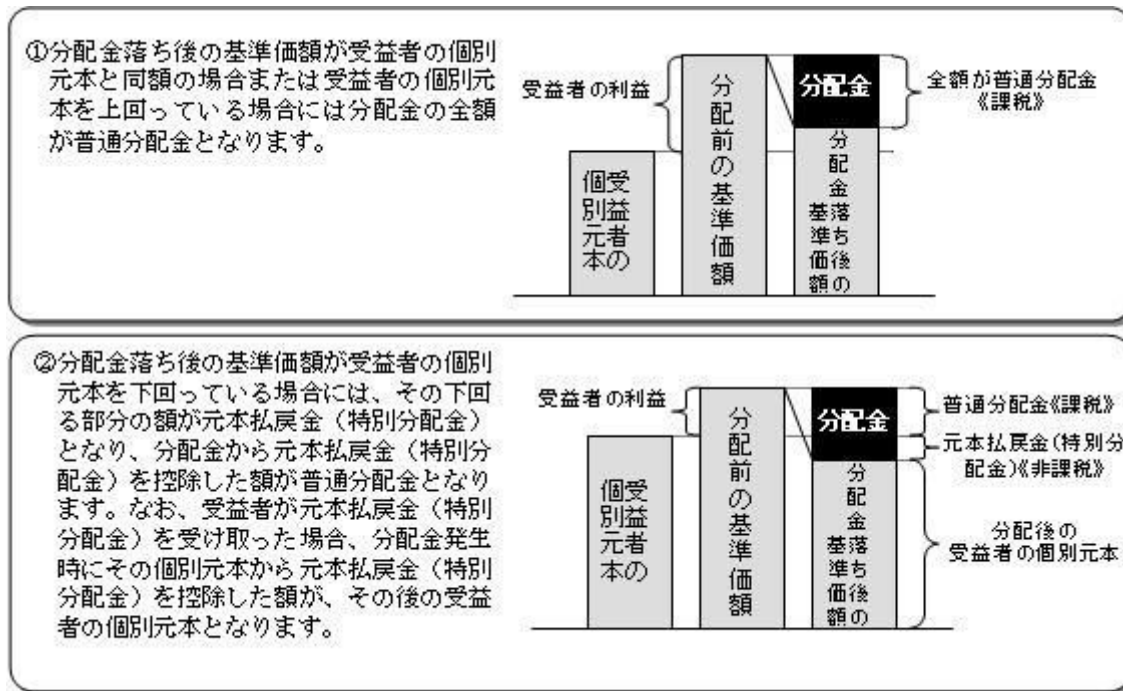 ①分配金落ち後の基準価額が受益者の個別
元本と同額の場合または受益者の個別元
本を上回っている場合には分配金の全額
が普通分配金となります。
受益者の利益
受益者の
個別元本
分配前の基準価額
分配金
分配金落ち後の
基準価額
全額が普通分配金
《課税》
②分配金落ち後の基準価額が受益者の個別
元本を下回っている場合には、その下回
る部分の額が元本払戻金（特別分配金）
となり、分配金から元本払戻金（特別分
配金）を控除した額が普通分配金となり
ます。なお、受益者が元本払戻金（特別
分配金）を受け取った場合、分配金発生
時にその個別元本から元本払戻金（特別
分配金）を控除した額が、その後の受益
者の個別元本となります。
受益者の利益
受益者の
個別元本
分配前の基準価額
分配金
分配金落ち後の
基準価額
普通分配金《課税》
元本払戻金（特別分
配金）《非課税》
分配後の
受益者の個別元本